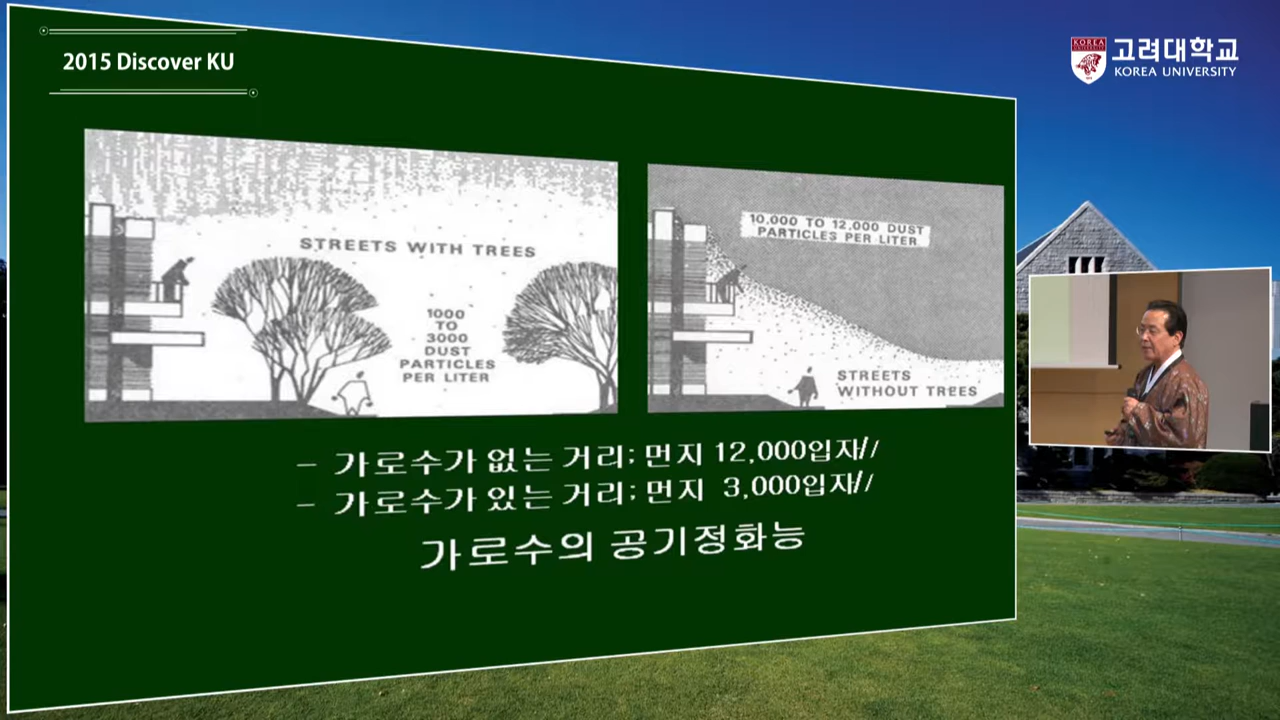 2015 Discover KU
고려대학교
KOREA UNIVERSITY
STREETS WITH TREES
1000
TO
3000
DUST
PARTICLES
PER LITER
10,000 TO 12,000 DUST
PARTICLES PER LITER
STREETS
WITHOUT TREES
- 가로수가 없는 거리; 먼지 12,000입자//
- 가로수가 있는 거리; 먼지 3,000입자//
가로수의 공기정화능